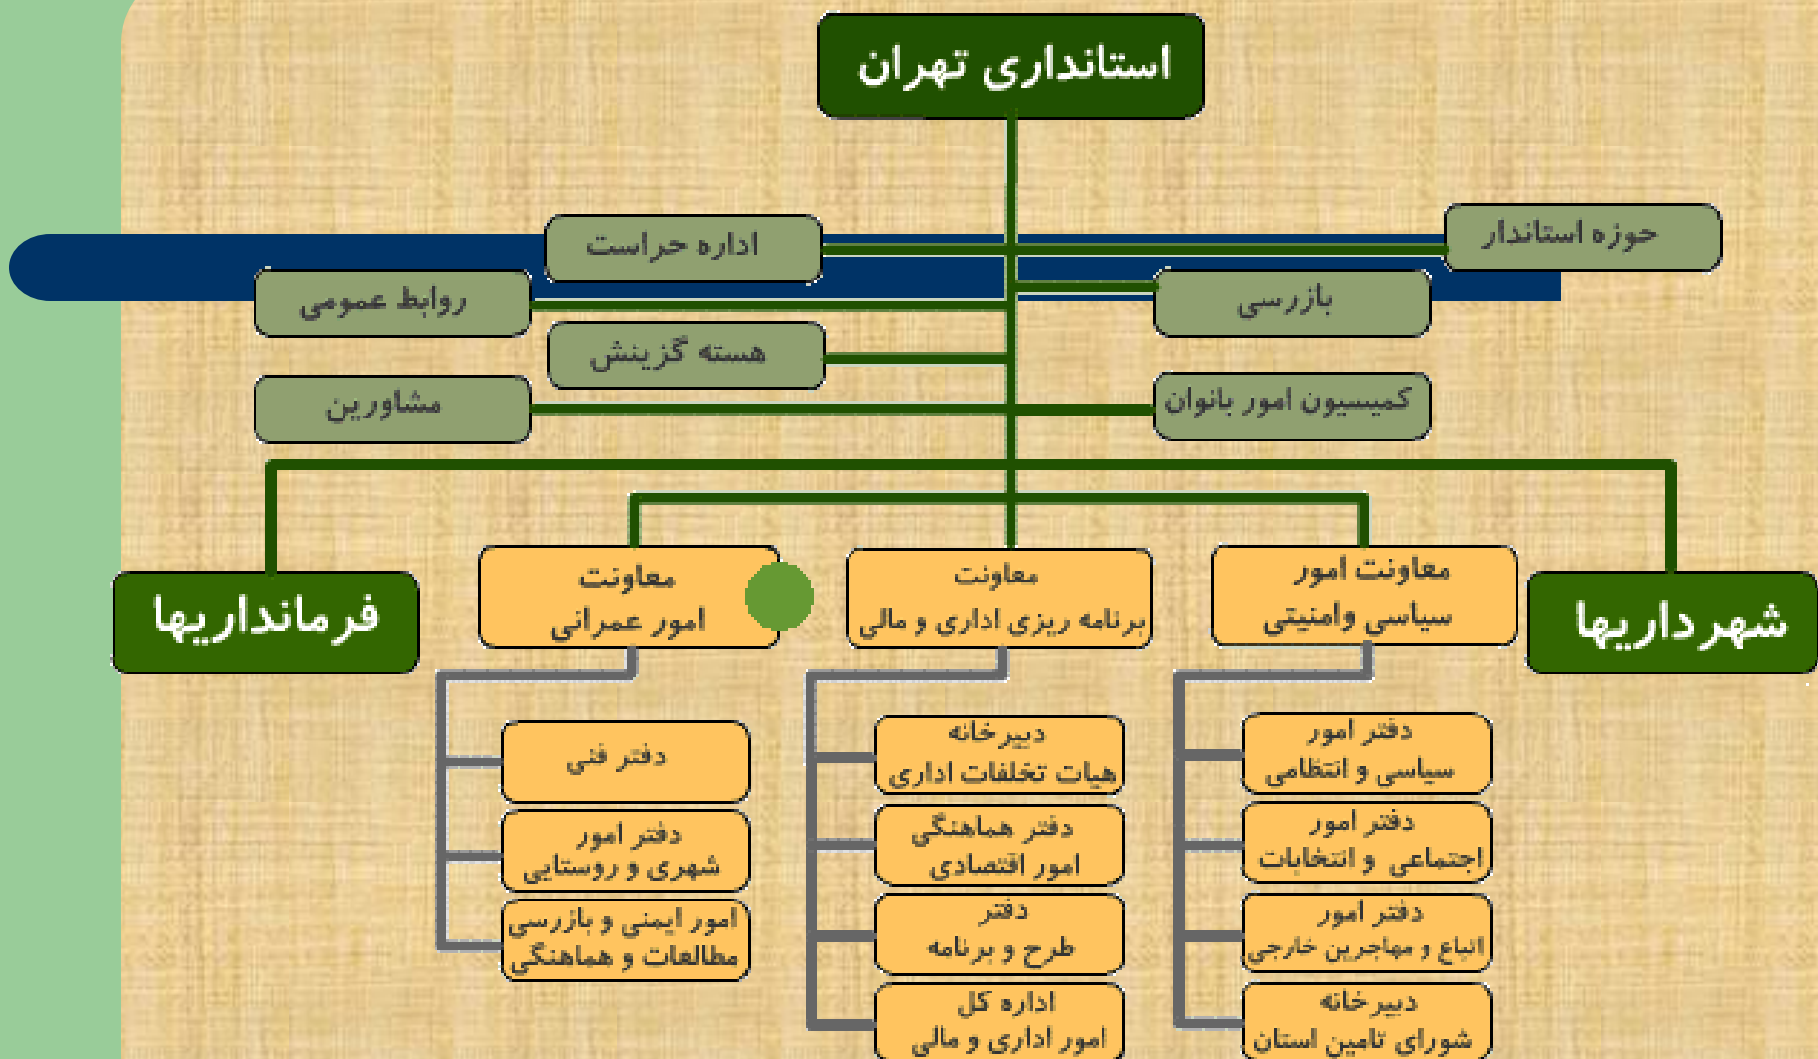 استانداری تهران
حوزه استاندار
اداره حراست
بازرسی
روابط عمومی
هسته گزینش
کمیسیون امور بانوان
مشاورین
شهرداریها
معاونت امور
سیاسی وامنیتی
معاونت
برنامه ریزی اداری و مالی
معاونت
امور عمرانی
فرمانداریها
دفتر امور
سیاسی و انتظامی
دفتر امور
اجتماعی و انتخابات
دفتر امور
اتباع و مهاجرین خارجی
دبیرخانه
شورای تامین استان
دبیرخانه
هیات تخلفات اداری
دفتر هماهنگی
امور اقتصادی
دفتر
طرح و برنامه
اداره کل
امور اداری و مالی
دفتر فنی
دفتر امور
شهری و روستایی
امور ایمنی و بازرسی
مطالعات و هماهنگی